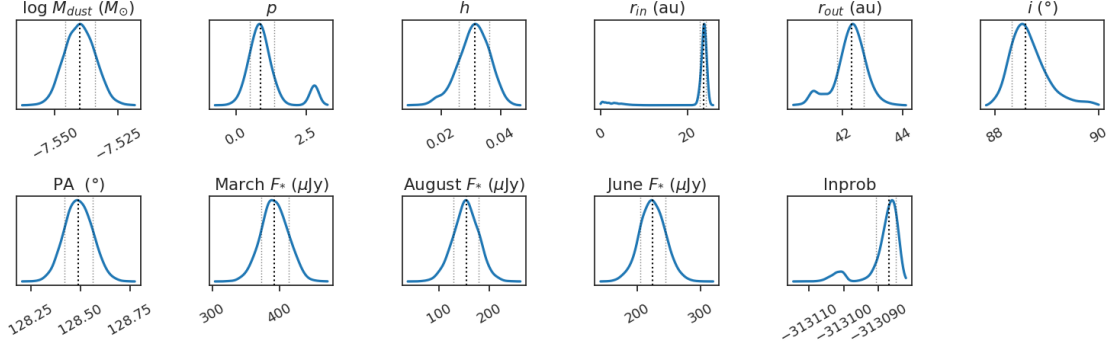 log M_dust (M_⊙) p h r_in (au) r_out (au) i (°)
−7.550 −7.525 0.0 2.5 0.02 0.04 0 20 42 44 88 90
PA (°) March F_* (μJy) August F_* (μJy) June F_* (μJy) lnprob
128.25 128.50 128.75 300 400 100 200 200 300 −313110 −313100 −313090